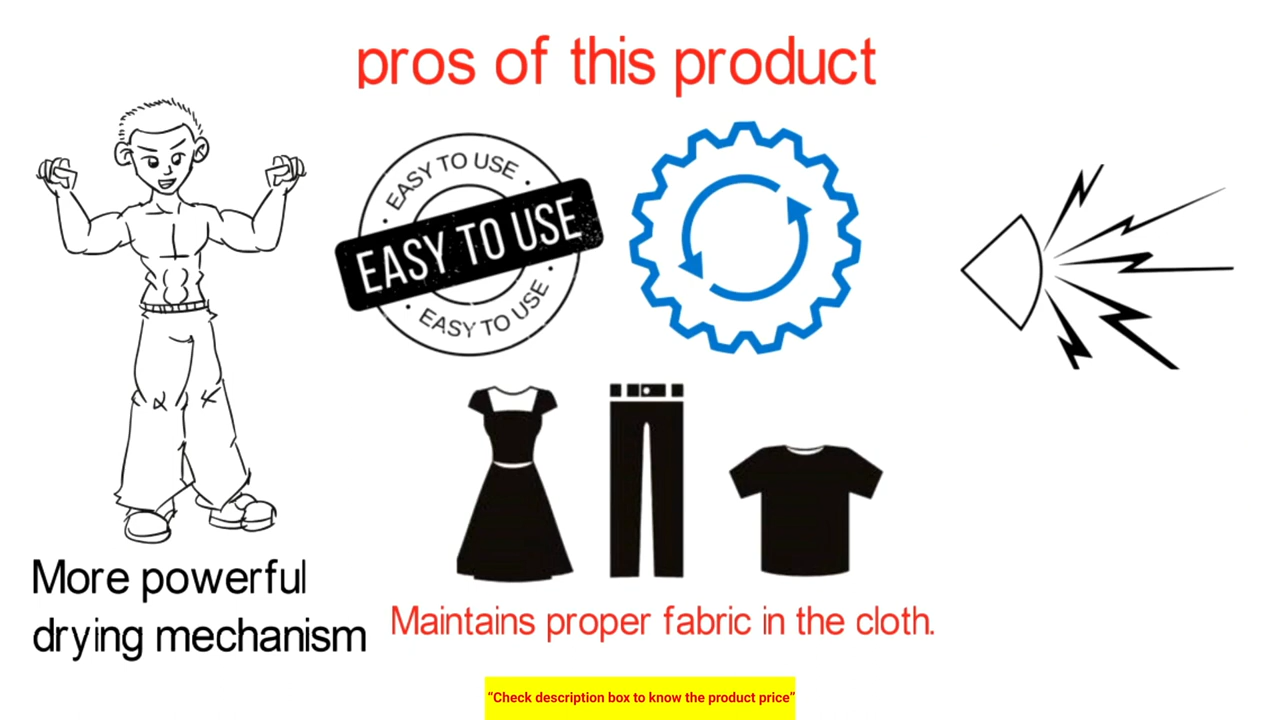 pros of this product
EASY TO USE
EASY TO USE
EASY TO USE
More powerful
drying mechanism
Maintains proper fabric in the cloth.
“Check description box to know the product price”